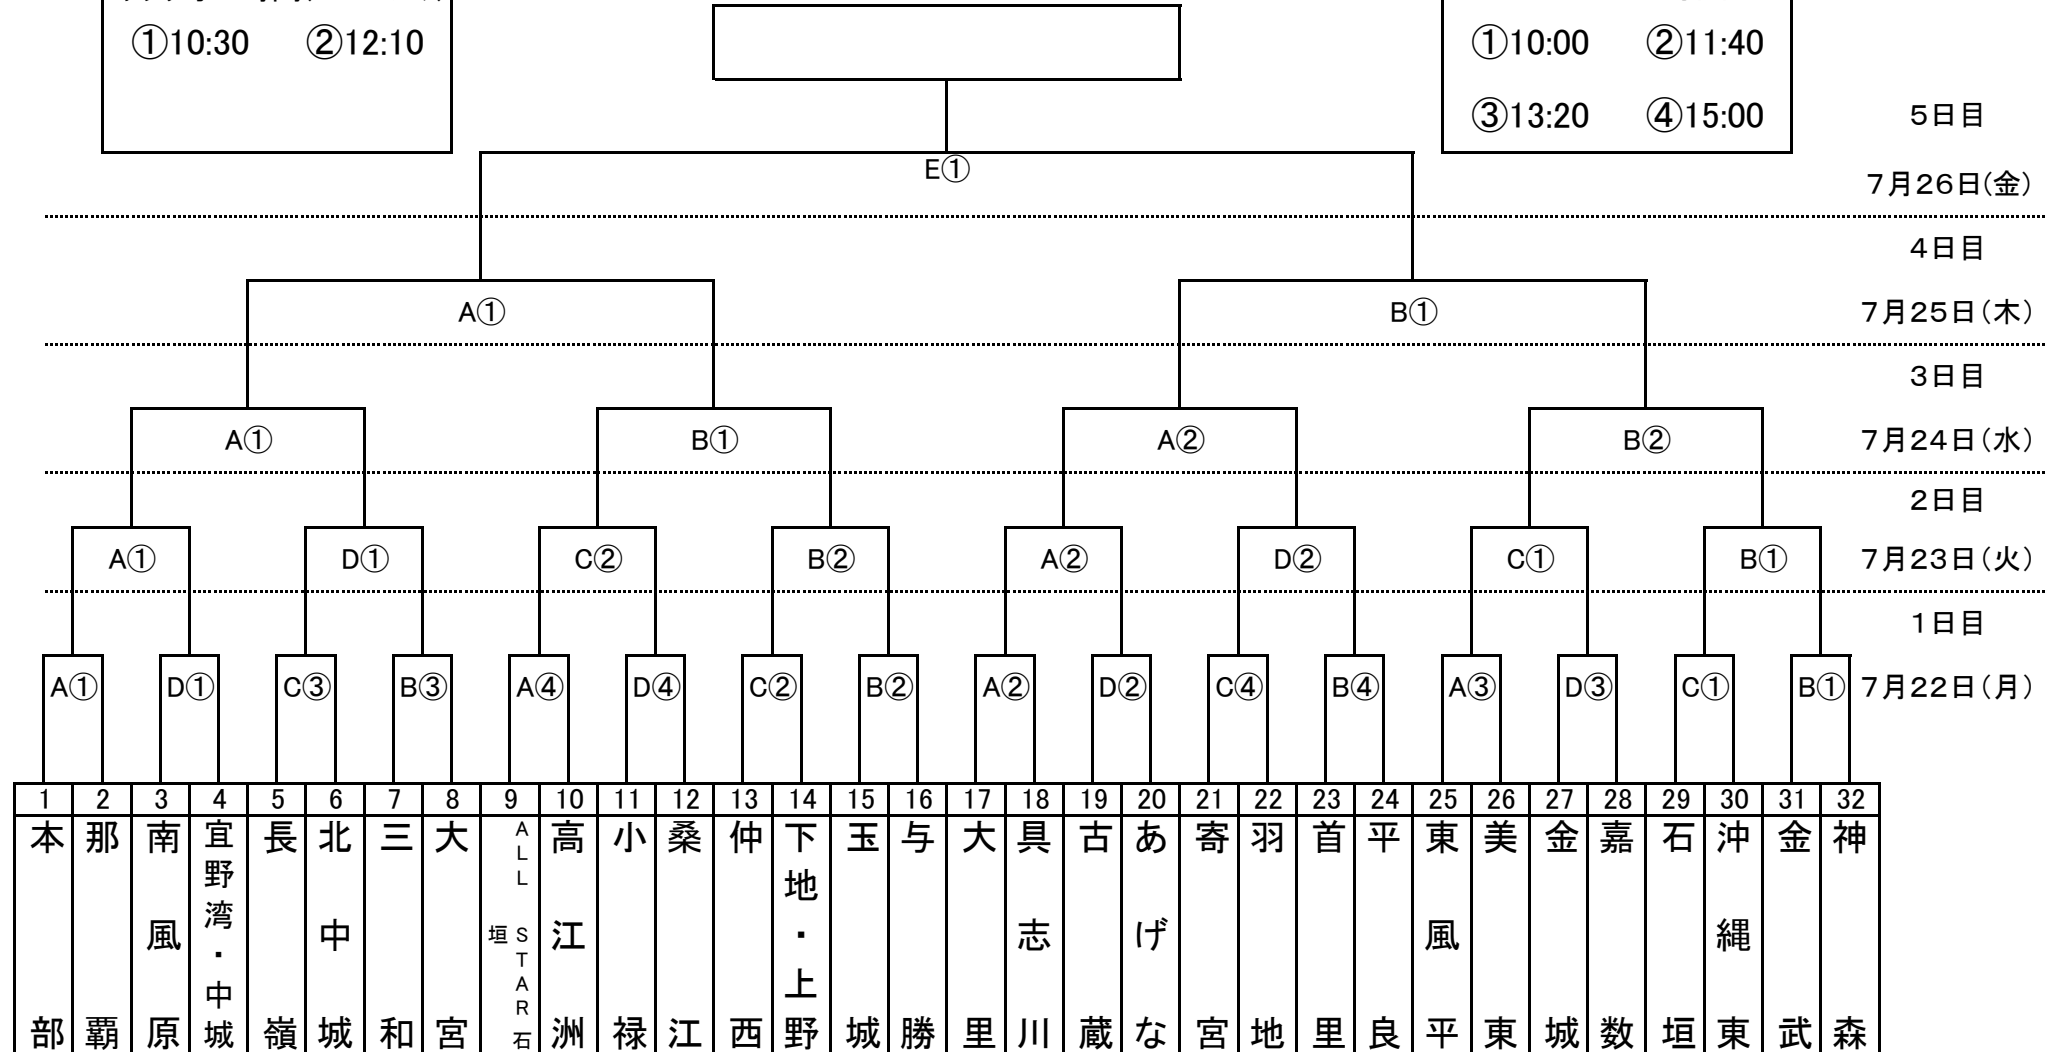 ①10:30 ②12:10
①10:00 ②11:40
③13:20 ④15:00
5日目
E①
7月26日(金)
4日目
A① B①
7月25日(木)
3日目
A① B① A② B②
7月24日(水)
2日目
A① D① C② B② A② D② C① B①
7月23日(火)
1日目
A① D① C③ B③ A④ D④ C② B② A② D② C④ B④ A③ D③ C① B①
7月22日(月)
1 2 3 4 5 6 7 8 9 10 11 12 13 14 15 16 17 18 19 20 21 22 23 24 25 26 27 28 29 30 31 32
本部
那覇
南風原
宜野湾・中城
長嶺
北中城
三和
大宮
ALL STAR石
垣
高江洲
小禄
桑江
仲西
下地・上野
玉城
与勝
大里
具志川
古蔵
あげな
寄宮
羽地
首里
平良
東風平
美東
金城
嘉数
石垣
沖縄東
金武
神森